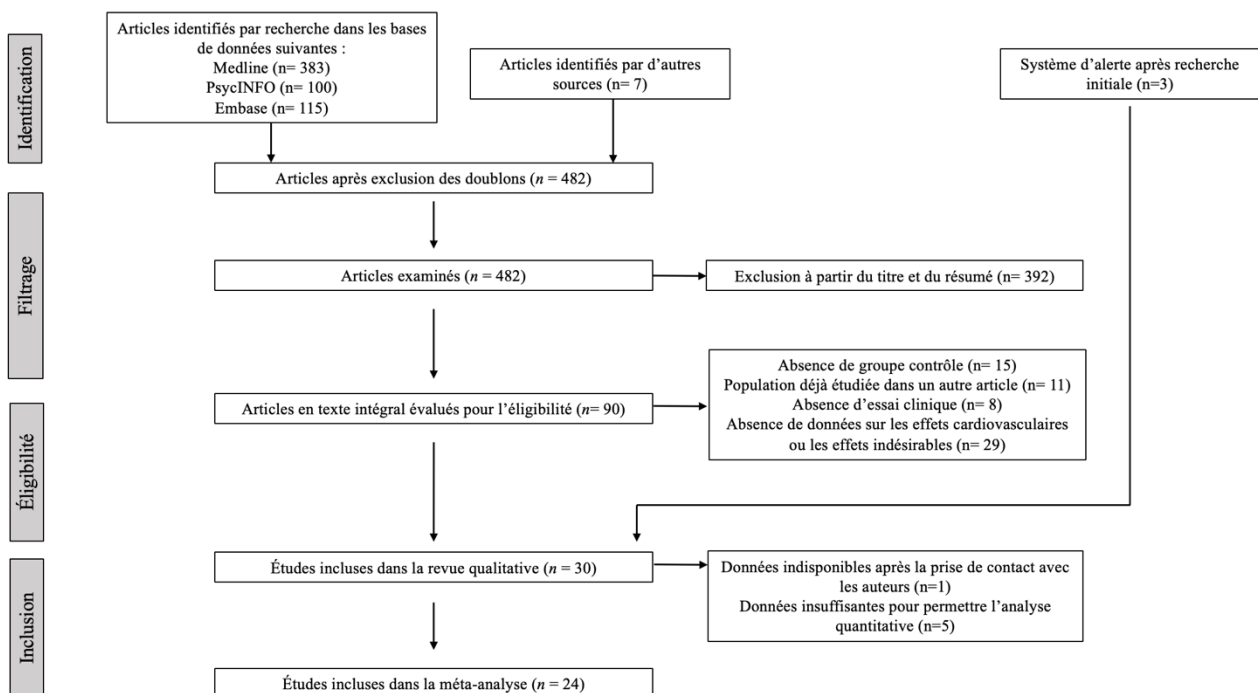 Identification
Articles identifiés par recherche dans les bases
de données suivantes :
Medline (n= 383)
PsycINFO (n= 100)
Embase (n= 115)
Articles identifiés par d’autres
sources (n= 7)
Système d’alerte après recherche
initiale (n=3)
Articles après exclusion des doublons (n = 482)
Filtrage
Articles examinés (n = 482)
Exclusion à partir du titre et du résumé (n= 392)
Éligibilité
Articles en texte intégral évalués pour l’éligibilité (n= 90)
Absence de groupe contrôle (n= 15)
Population déjà étudiée dans un autre article (n= 11)
Absence d’essai clinique (n= 8)
Absence de données sur les effets cardiovasculaires
ou les effets indésirables (n= 29)
Inclusion
Études incluses dans la revue qualitative (n = 30)
Données indisponibles après la prise de contact avec
les auteurs (n=1)
Données insuffisantes pour permettre l’analyse
quantitative (n=5)
Études incluses dans la méta-analyse (n = 24)